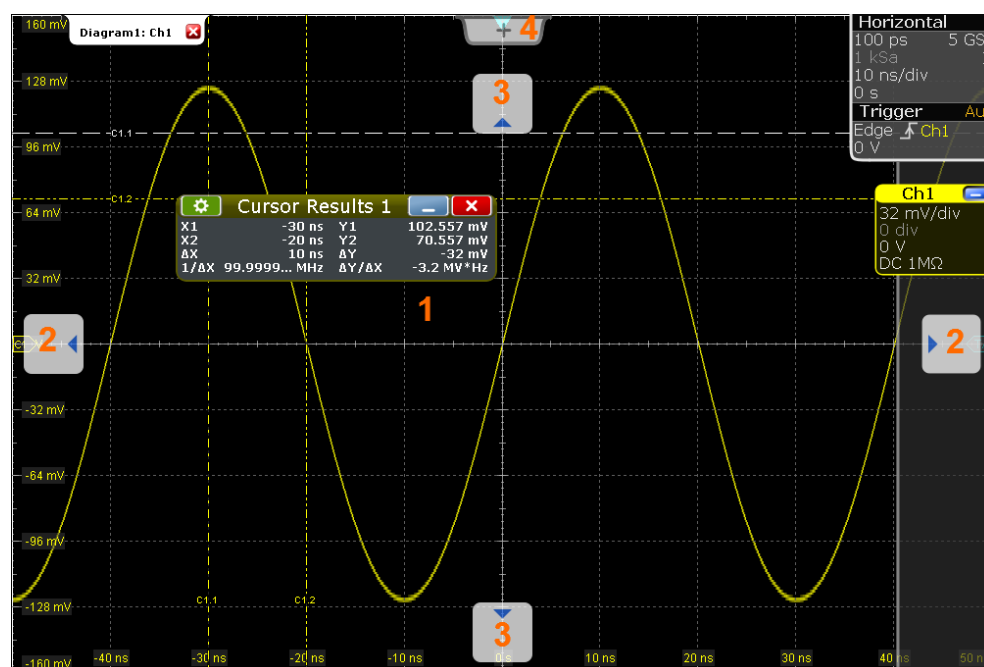 160 mV
Diagram1: Ch1
4
Horizontal
100 ps 5 GS
1 kSa
10 ns/div
0 s
Trigger Au
Edge Ch1
0 V
128 mV
3
C1.1
96 mV
C1.2
64 mV
Cursor Results 1
X1 -30 ns Y1 102.557 mV
X2 -20 ns Y2 70.557 mV
ΔX 10 ns ΔY -32 mV
1/ΔX 99.9999... MHz ΔY/ΔX -3.2 MV*Hz
Ch1
32 mV/div
0 div
0 V
DC 1MΩ
32 mV
1
2
2
-32 mV
-64 mV
-96 mV
C1.1
C1.2
-128 mV
3
-160 mV
-40 ns
-30 ns
-20 ns
-10 ns
0 s
10 ns
20 ns
30 ns
40 ns
50 n